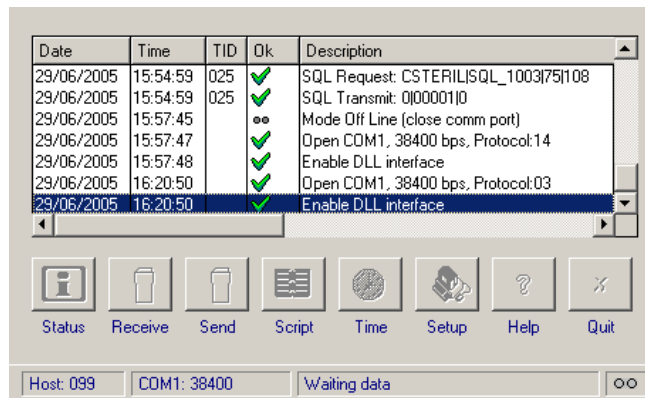 Date Time TID Ok Description
29/06/2005 15:54:59 025 SQL Request: CSTERIL|SQL_1003|75|108
29/06/2005 15:54:59 025 SQL Transmit: 0|00001|0
29/06/2005 15:57:45 Mode Off Line (close comm port)
29/06/2005 15:57:47 Open COM1, 38400 bps, Protocol:14
29/06/2005 15:57:48 Enable DLL interface
29/06/2005 16:20:50 Open COM1, 38400 bps, Protocol:03
29/06/2005 16:20:50 Enable DLL interface
Status Receive Send Script Time Setup Help Quit
Host: 099 COM1: 38400 Waiting data